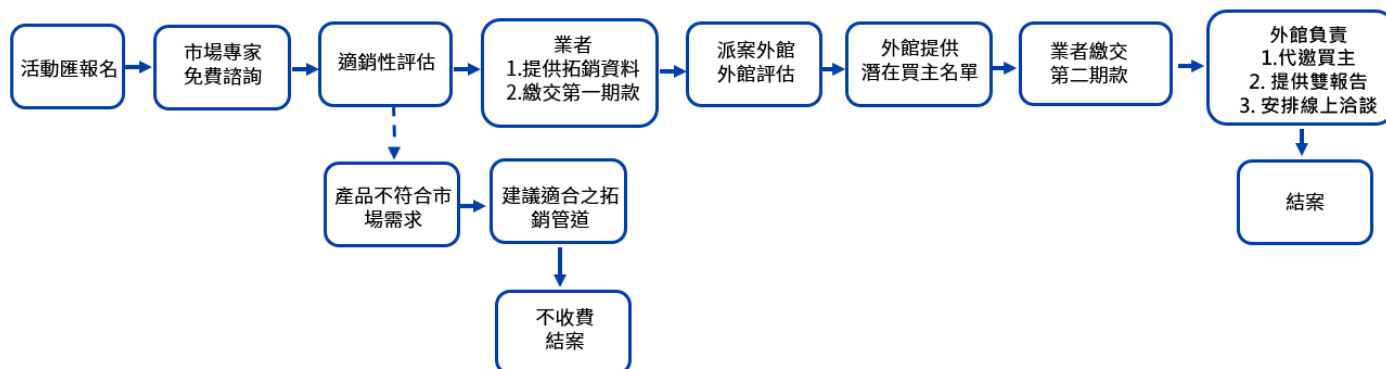 活動匯報名
市場專家
免費諮詢
適銷性評估
業者
1.提供拓銷資料
2.繳交第一期款
派案外館
外館評估
外館提供
潛在買主名單
業者繳交
第二期款
外館負責
1.代邀買主
2. 提供雙報告
3. 安排線上洽談
結案
產品不符合市
場需求
建議適合之拓
銷管道
不收費
結案